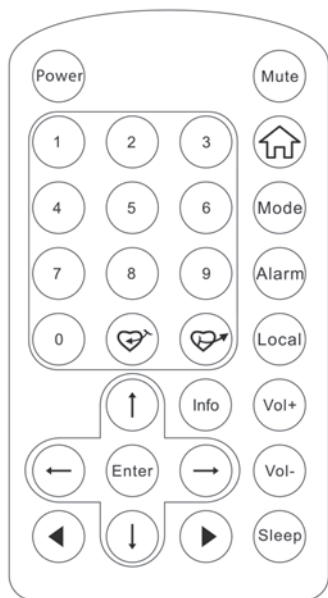 Power Mute
1 2 3
4 5 6 Mode
7 8 9 Alarm
0 Local
Info Vol+
Enter Vol-
Sleep